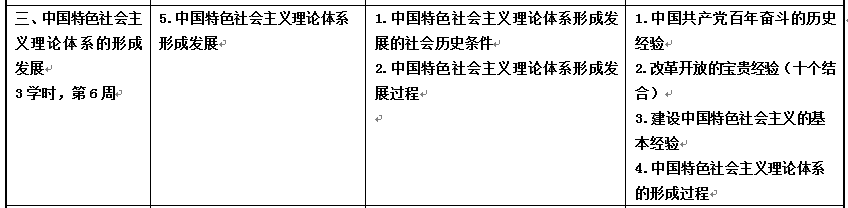 三、中国特色社会主
义理论体系的形成
发展
3学时，第6周
5.中国特色社会主义理论体系
形成发展
1.中国特色社会主义理论体系形成发
展的社会历史条件
2.中国特色社会主义理论体系形成发
展过程
1.中国共产党百年奋斗的历史
经验
2.改革开放的宝贵经验（十个结
合）
3.建设中国特色社会主义的基
本经验
4.中国特色社会主义理论体系
的形成过程